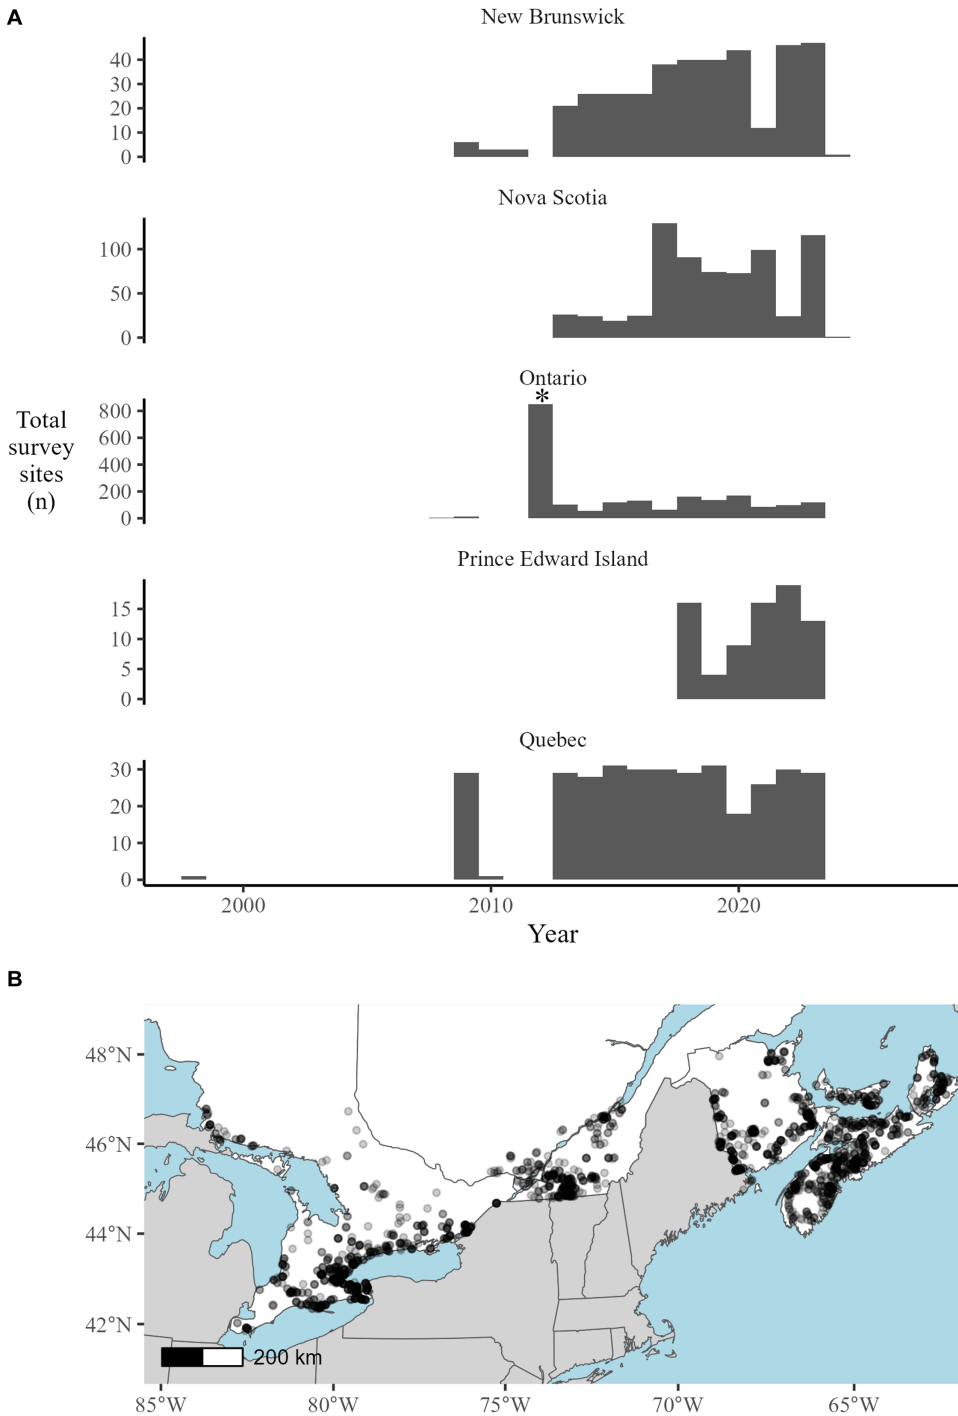 A
New Brunswick
40
30
20
10
0
Nova Scotia
100
50
0
Ontario
*
800
600
400
200
0
Total
survey
sites
(n)
Prince Edward Island
15
10
5
0
Quebec
30
20
10
0
2000 2010 2020
Year
B
48°N
46°N
44°N
42°N
200 km
85°W 80°W 75°W 70°W 65°W